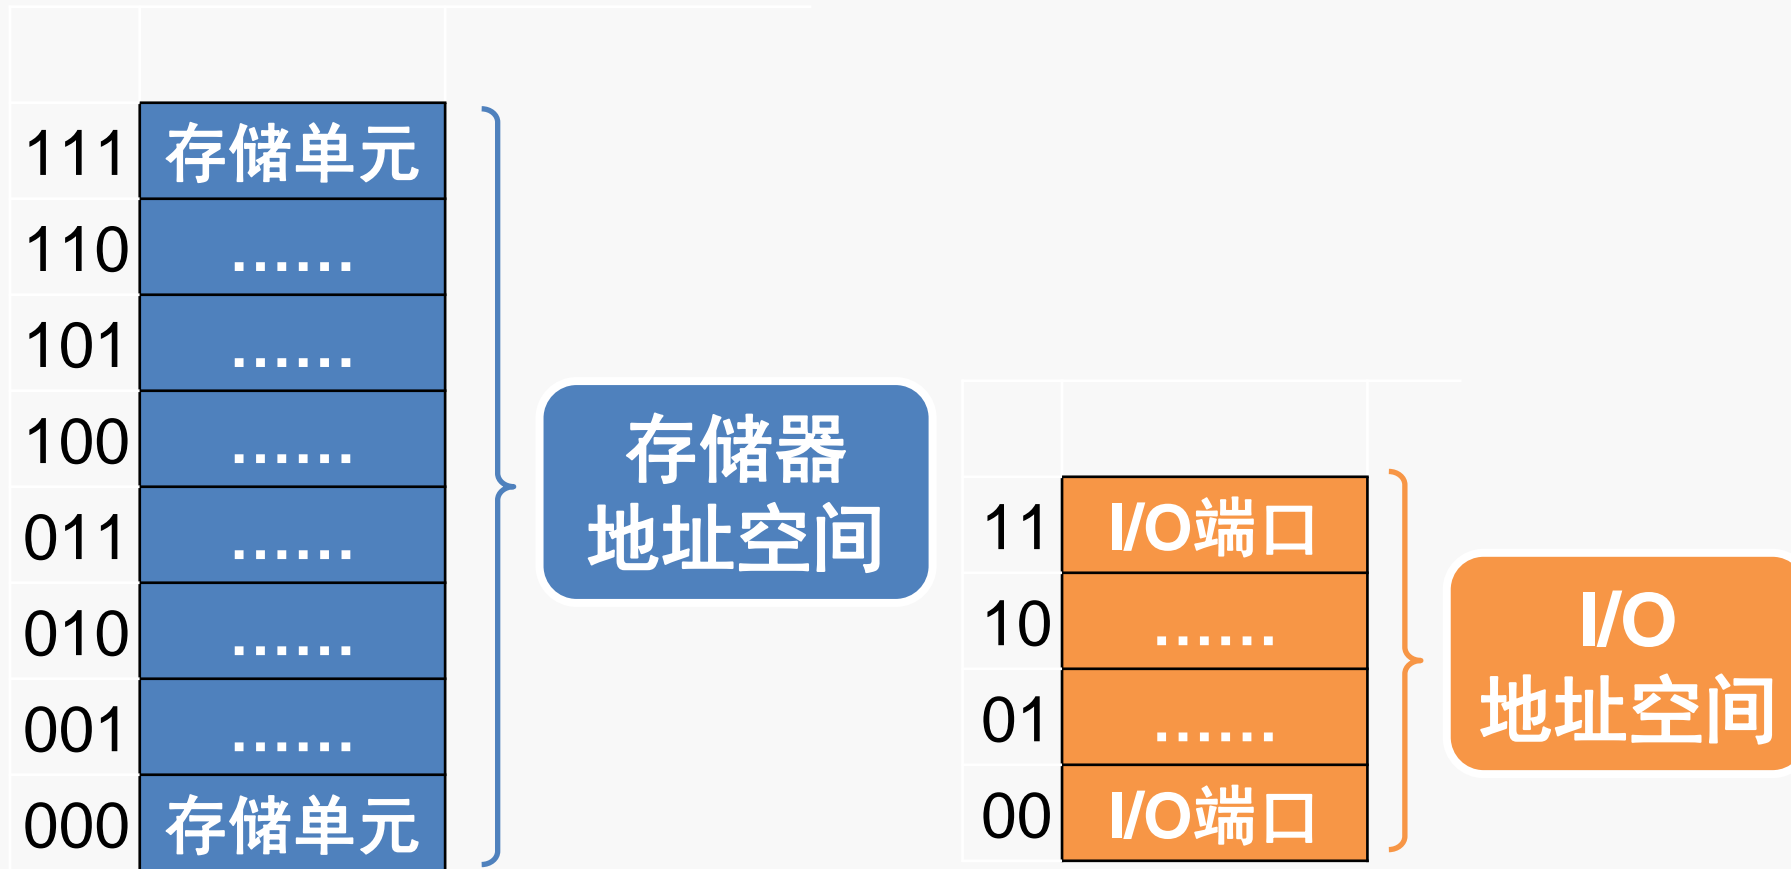 111 存储单元
110 ......
101 ......
100 ......
011 ......
010 ......
001 ......
000 存储单元
存储器
地址空间
11 I/O端口
10 ......
01 ......
00 I/O端口
I/O
地址空间